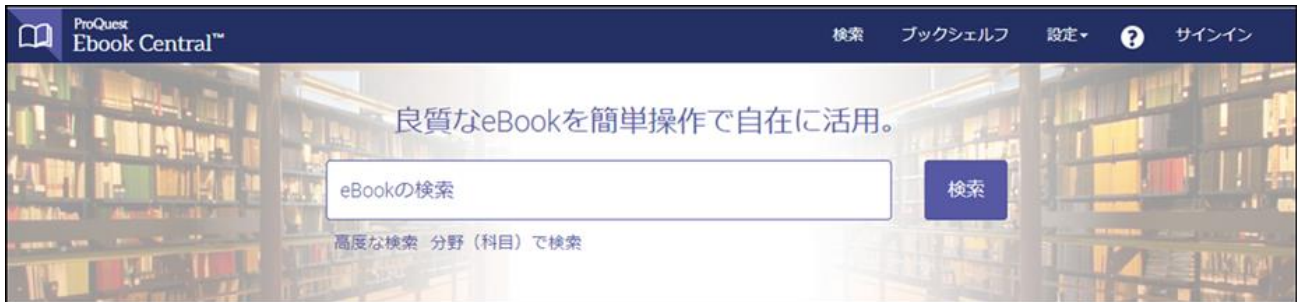 ProQuest
Ebook Central™
検索 ブックシェルフ 設定 ? サインイン
良質なeBookを簡単操作で自在に活用。
eBookの検索 検索
高度な検索 分野（科目）で検索